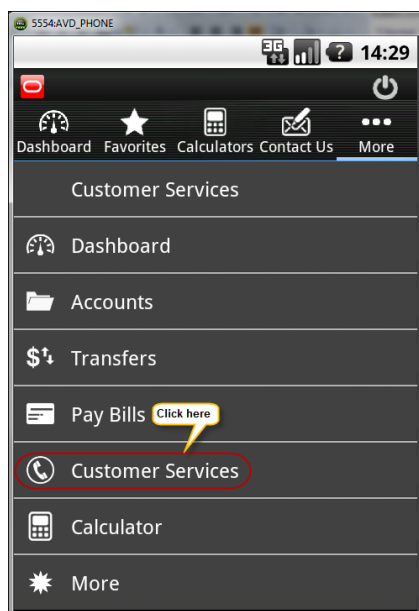 5554:AVD_PHONE
3G 14:29
Dashboard Favorites Calculators Contact Us More
Customer Services
Dashboard
Accounts
Transfers
Pay Bills Click here
Customer Services
Calculator
More